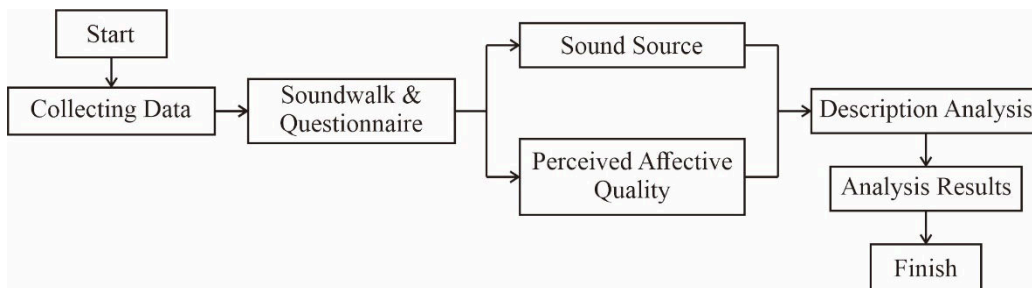 Start
Collecting Data
Soundwalk &
Questionnaire
Sound Source
Perceived Affective
Quality
Description Analysis
Analysis Results
Finish